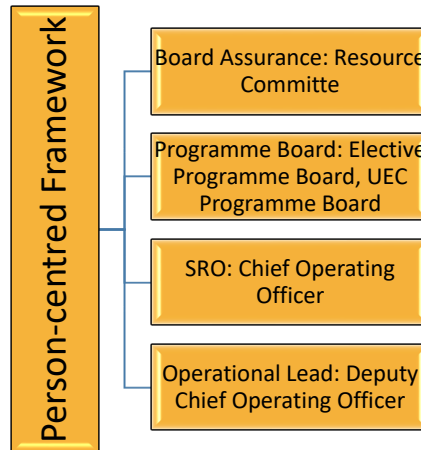 Person-centred Framework
Board Assurance: Resource
Committe
Programme Board: Elective
Programme Board, UEC
Programme Board
SRO: Chief Operating
Officer
Operational Lead: Deputy
Chief Operating Officer